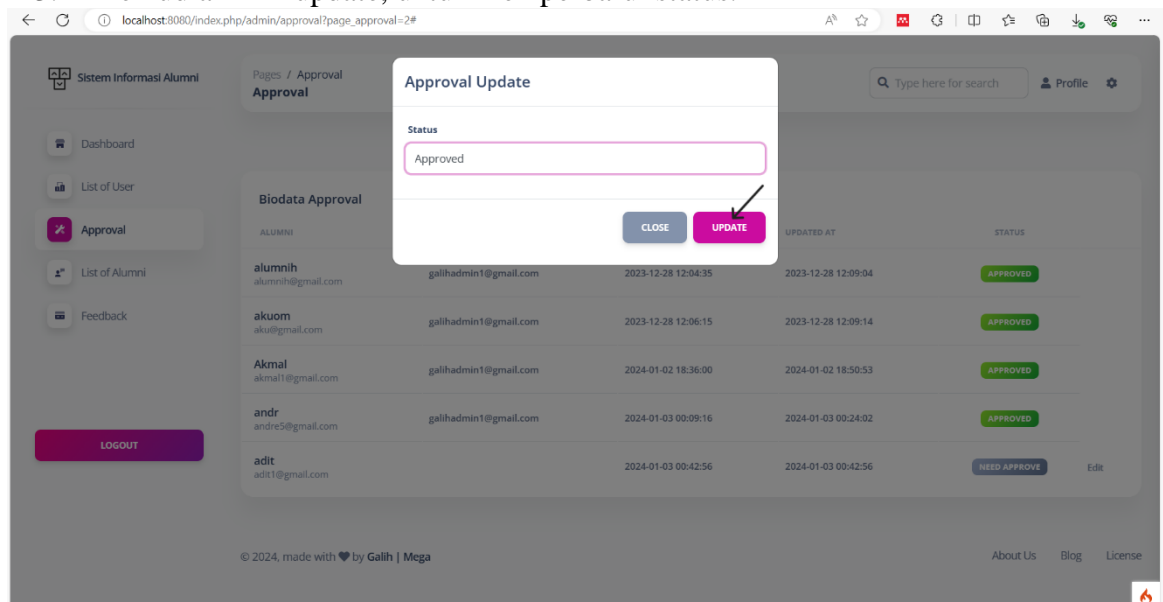 localhost:8080/index.php/admin/approval?page_approval=2#
Sistem Informasi Alumni
Pages / Approval
Approval
Approval Update
Type here for search
Profile
Status
Approved
CLOSE
UPDATE
Dashboard
List of User
Approval
List of Alumni
Feedback
LOGOUT
Biodata Approval
ALUMNI
UPDATED AT
STATUS
alumnih
alumnih@gmail.com
galihadmin1@gmail.com
2023-12-28 12:04:35
2023-12-28 12:09:04
APPROVED
akuom
aku@gmail.com
galihadmin1@gmail.com
2023-12-28 12:06:15
2023-12-28 12:09:14
APPROVED
Akmal
akmal1@gmail.com
galihadmin1@gmail.com
2024-01-02 18:36:00
2024-01-02 18:50:53
APPROVED
andr
andre5@gmail.com
galihadmin1@gmail.com
2024-01-03 00:09:16
2024-01-03 00:24:02
APPROVED
adit
adit1@gmail.com
2024-01-03 00:42:56
2024-01-03 00:42:56
NEED APPROVE
Edit
© 2024, made with ♥ by Galih | Mega
About Us
Blog
License